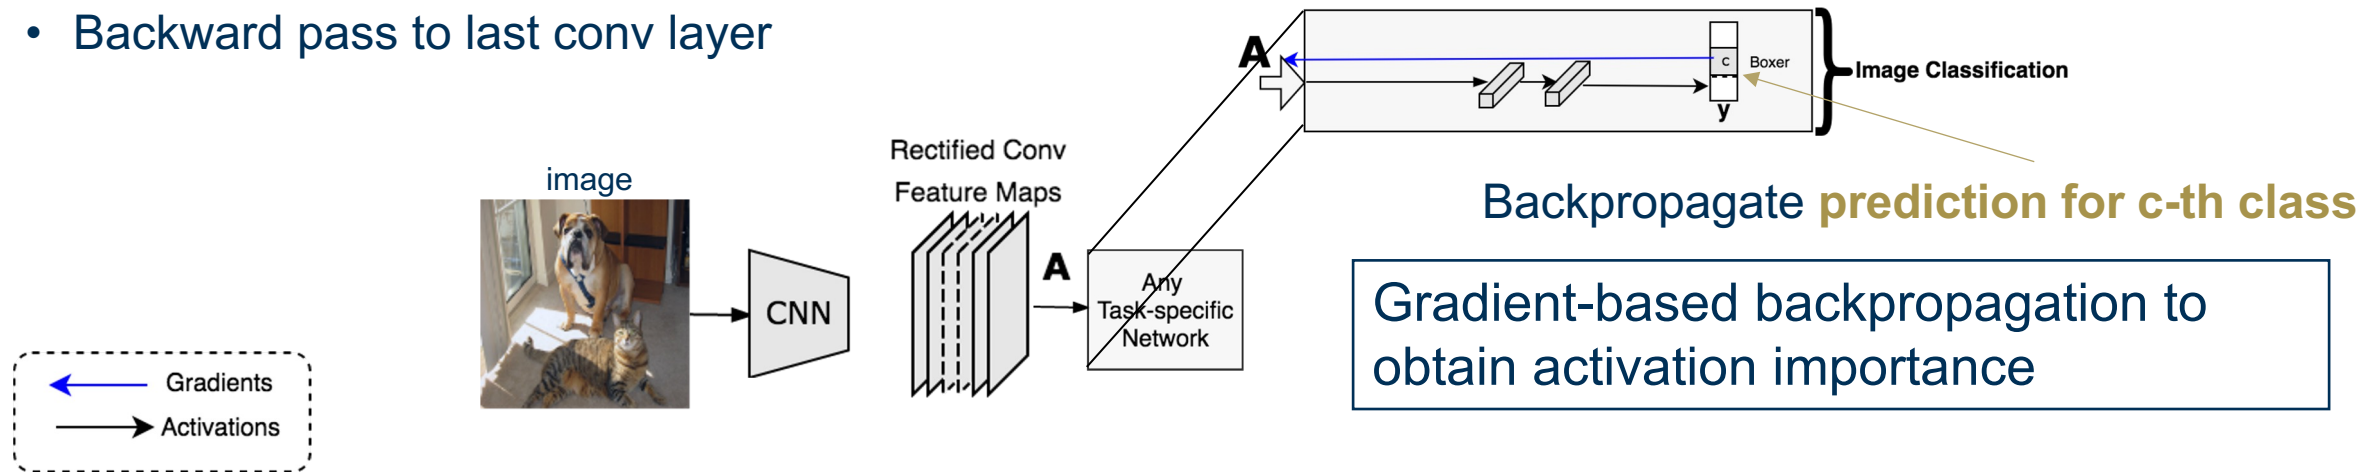 • Backward pass to last conv layer
A
c
Boxer
y
Image Classification
Rectified Conv
Feature Maps
image
CNN
A
Any
Task-specific
Network
Backpropagate prediction for c-th class
Gradient-based backpropagation to
obtain activation importance
Gradients
Activations